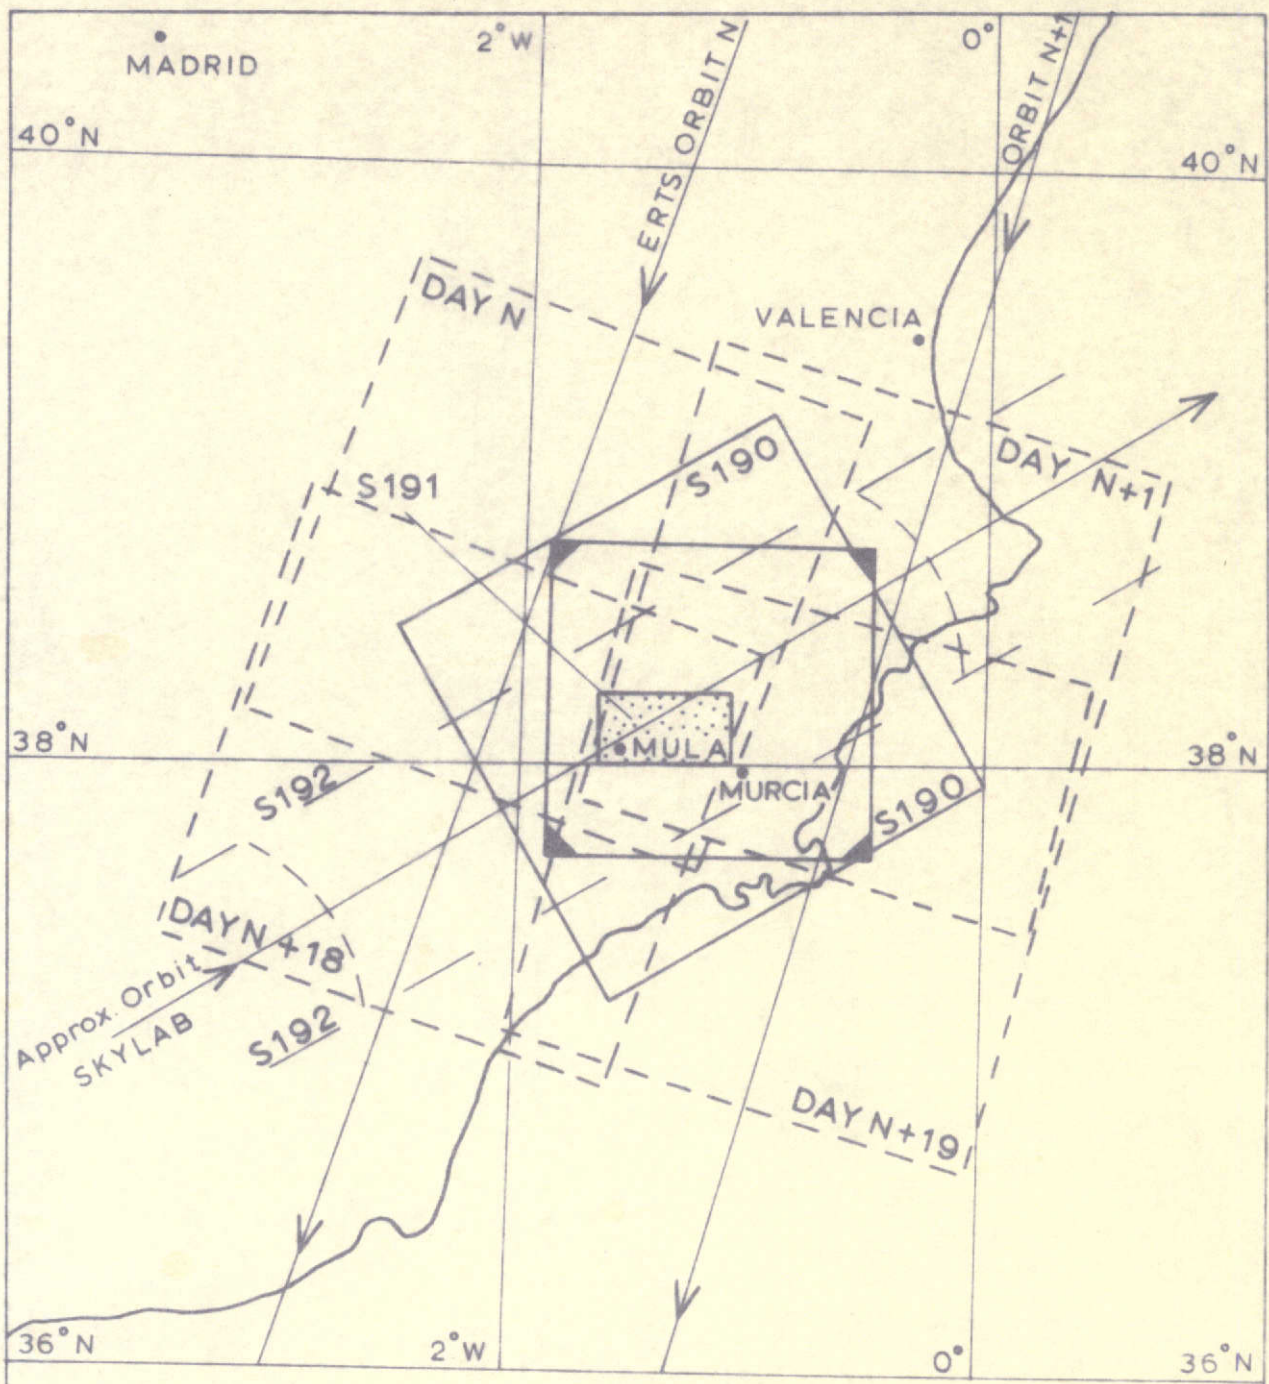 MADRID
2°W
0°
ERTS ORBIT N
ORBIT N+1
40°N
40°N
DAY N
VALENCIA
S190
DAY N+1
S191
38°N
MULA
38°N
MURCIA
S192
S190
DAY N +18
Approx. Orbit
SKYLAB
S192
DAY N+19
36°N
2°W
0°
36°N